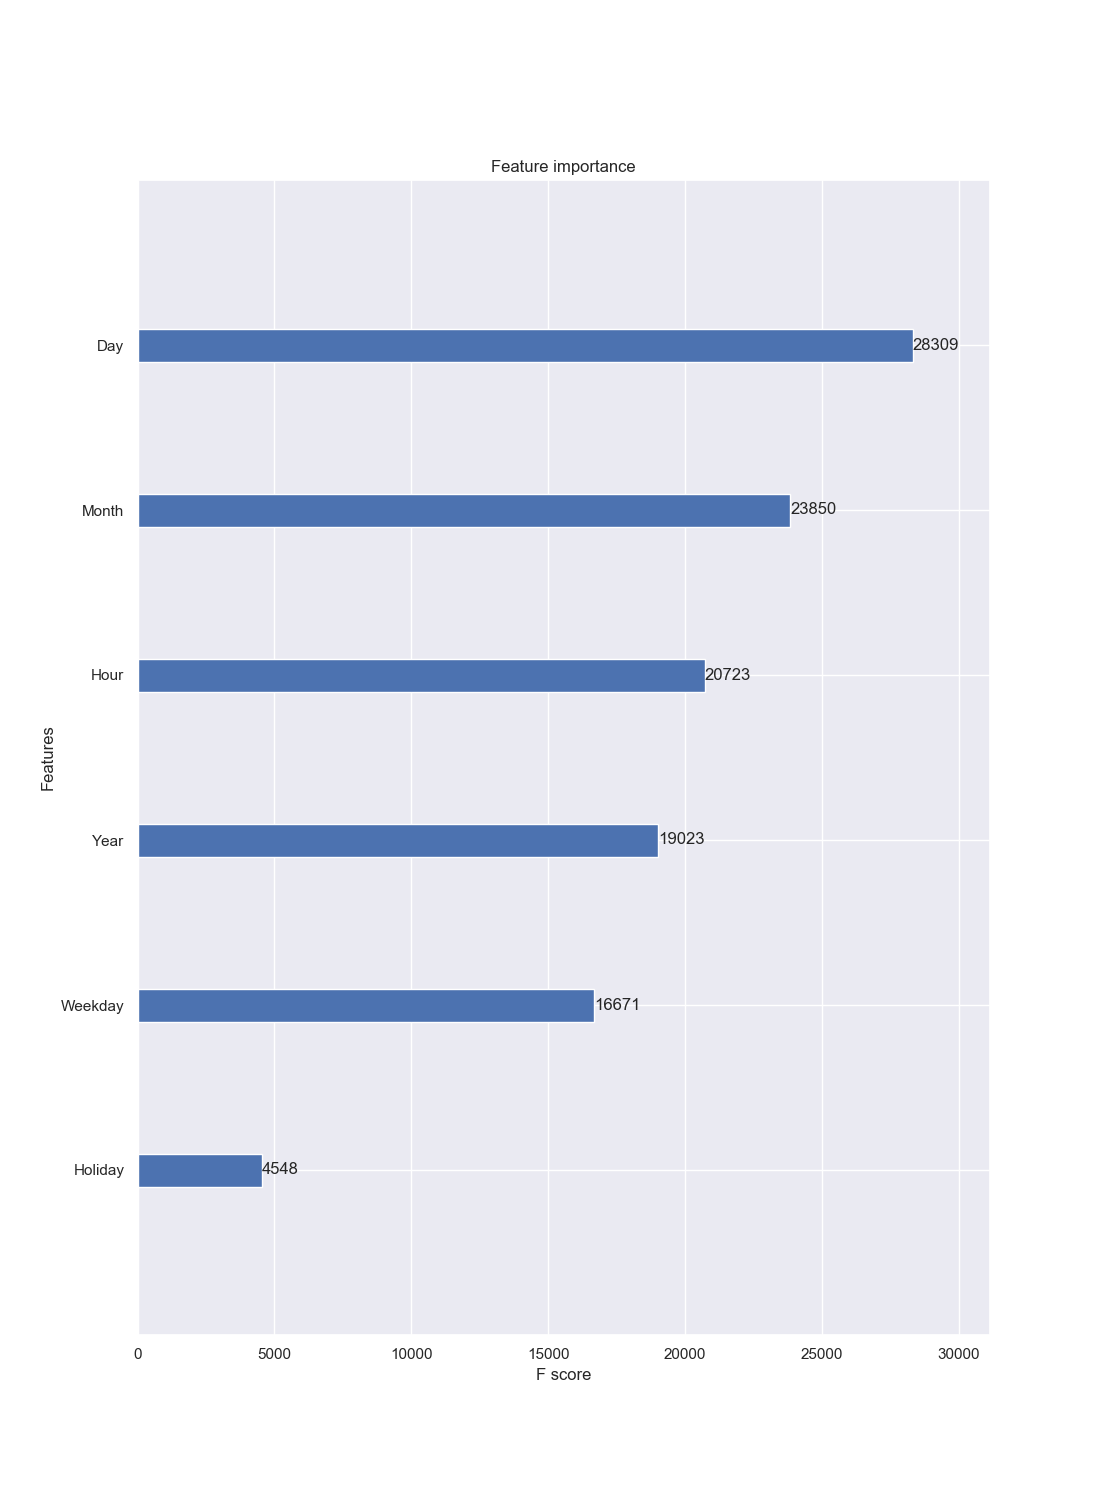 Feature importance
Day
28309
Month
23850
Hour
20723
Features
Year
19023
Weekday
16671
Holiday
4548
0 5000 10000 15000 20000 25000 30000
F score